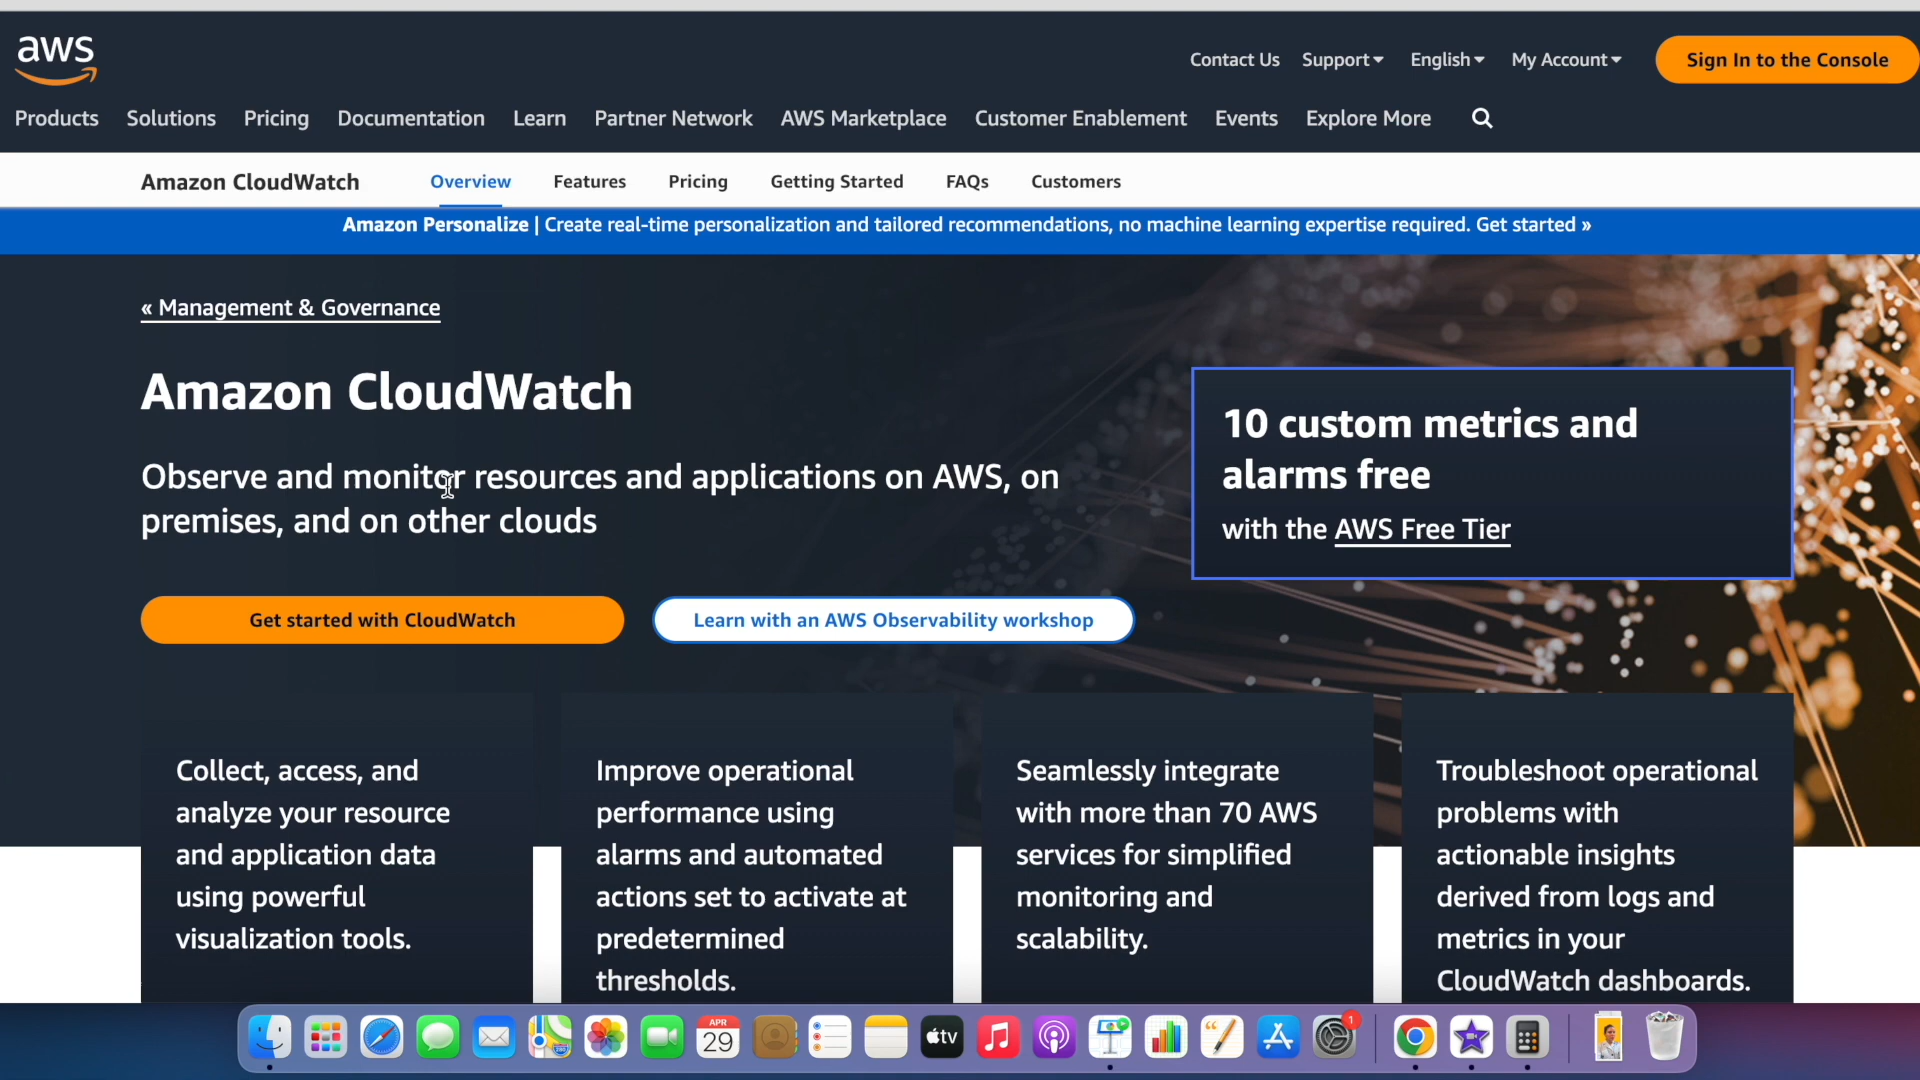 aws
Contact Us Support English My Account Sign In to the Console
Products Solutions Pricing Documentation Learn Partner Network AWS Marketplace Customer Enablement Events Explore More
Amazon CloudWatch Overview Features Pricing Getting Started FAQs Customers
Amazon Personalize | Create real-time personalization and tailored recommendations, no machine learning expertise required. Get started »
« Management & Governance
Amazon CloudWatch
Observe and monitor resources and applications on AWS, on
premises, and on other clouds
10 custom metrics and
alarms free
with the AWS Free Tier
Get started with CloudWatch
Learn with an AWS Observability workshop
Collect, access, and
analyze your resource
and application data
using powerful
visualization tools.
Improve operational
performance using
alarms and automated
actions set to activate at
predetermined
thresholds.
Seamlessly integrate
with more than 70 AWS
services for simplified
monitoring and
scalability.
Troubleshoot operational
problems with
actionable insights
derived from logs and
metrics in your
CloudWatch dashboards.
APR
29
tv
1